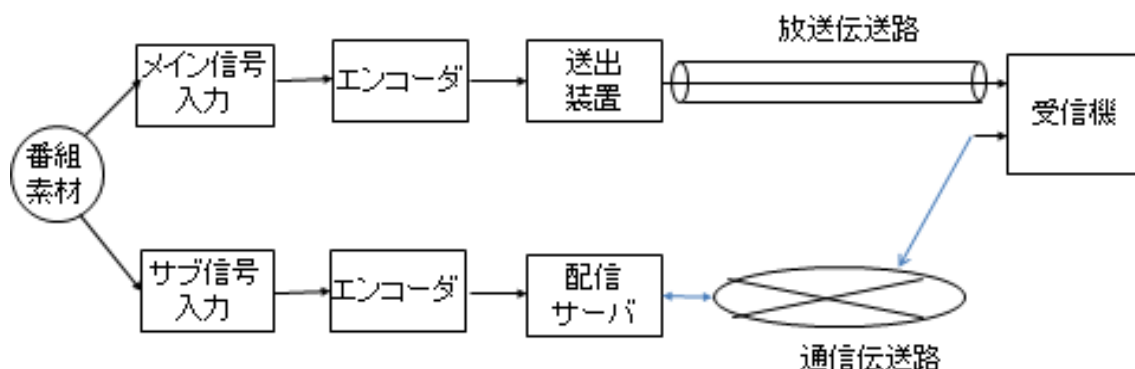 放送伝送路
メイン信号
入力
エンコーダ
送出
装置
受信機
番組
素材
サブ信号
入力
エンコーダ
配信
サーバ
通信伝送路